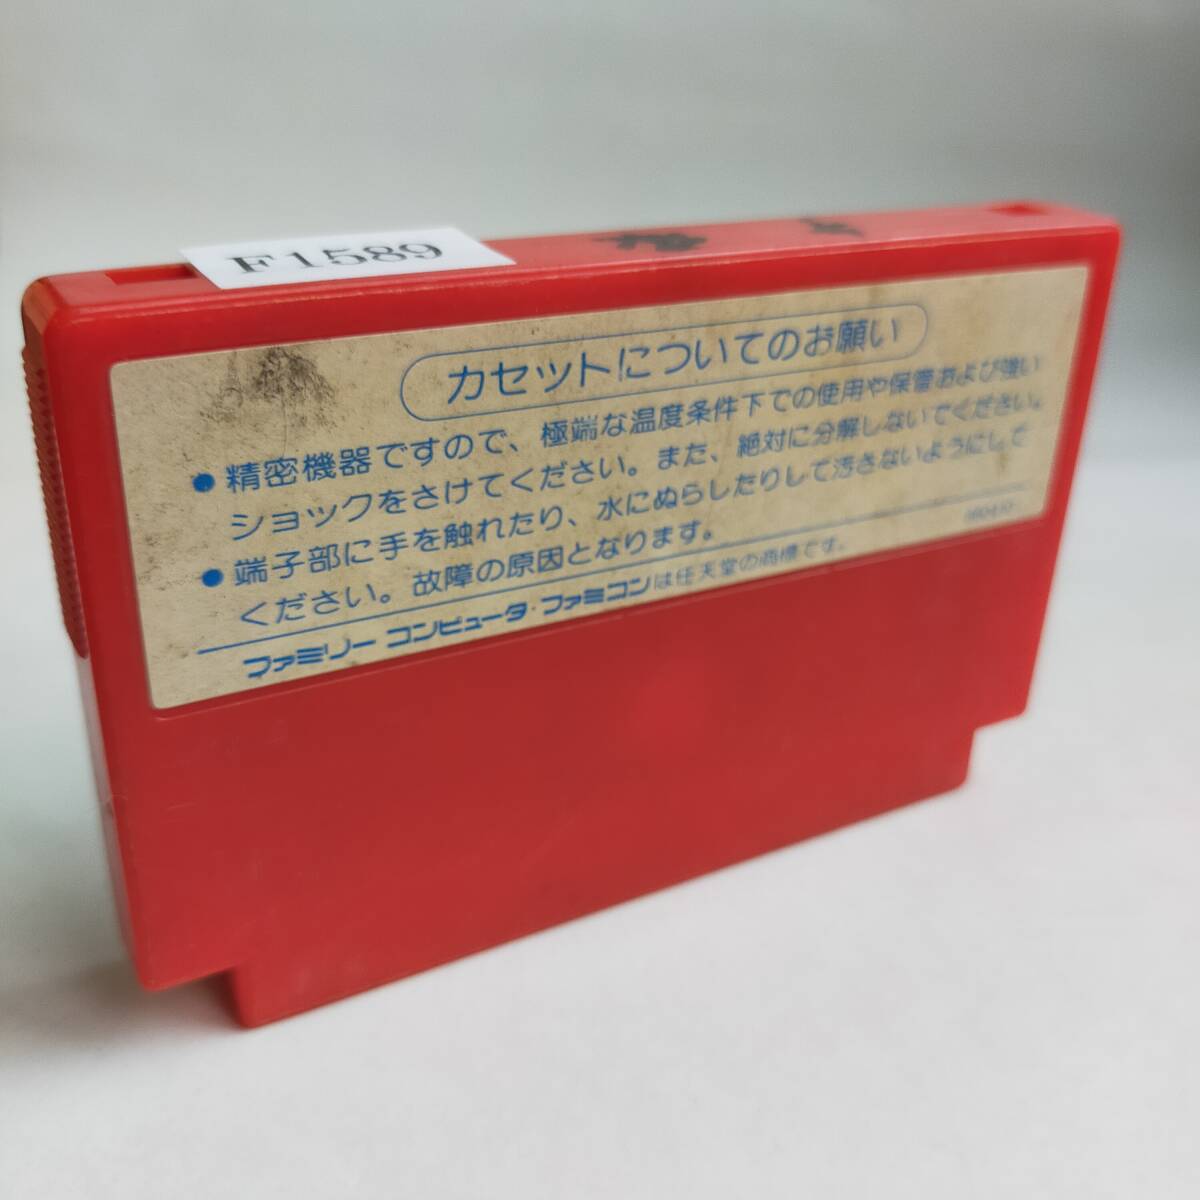 F1589
カセットについてのお願い
●精密機器ですので、極端な温度条件下での使用や保管および強い
ショックをさけてください。また、絶対に分解しないでください。
●端子部に手を触れたり、水にぬらしたりして汚さないようにして
ください。故障の原因となります。
ファミリー コンピュータ・ファミコンは任天堂の商標です。